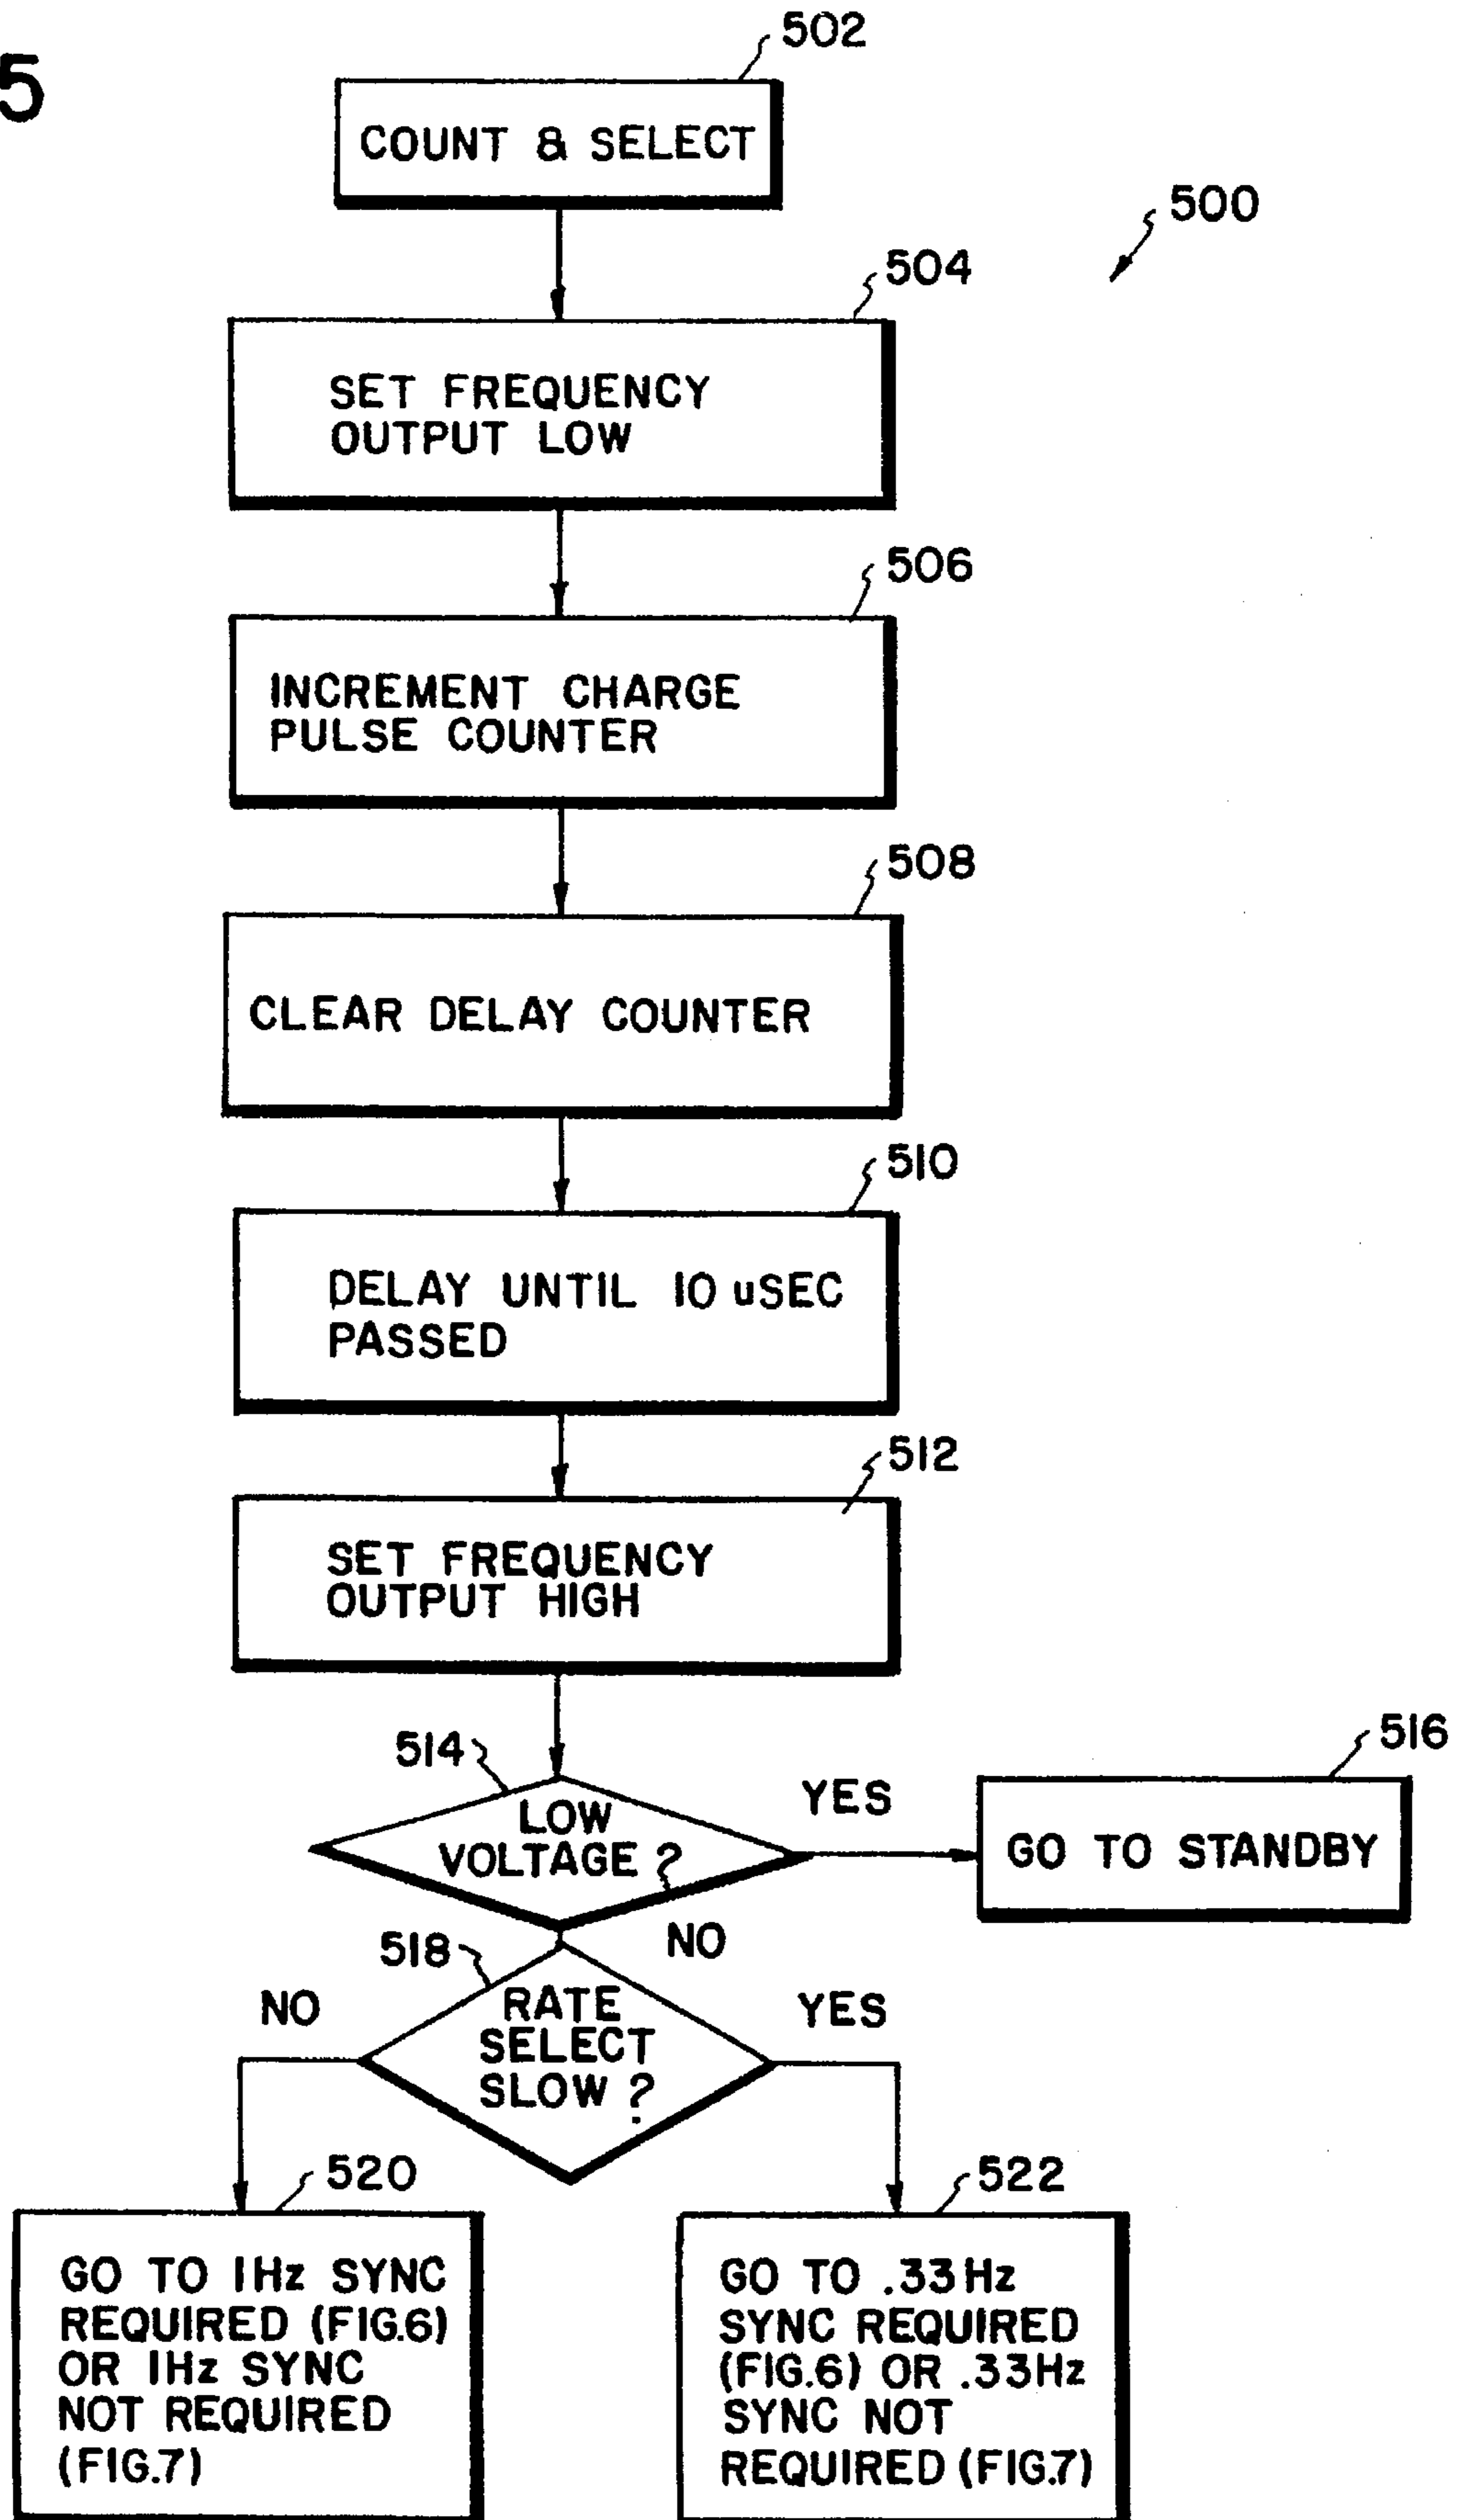 5
502
COUNT & SELECT
500
504
SET FREQUENCY
OUTPUT LOW
506
INCREMENT CHARGE
PULSE COUNTER
508
CLEAR DELAY COUNTER
510
DELAY UNTIL 10 uSEC
PASSED
512
SET FREQUENCY
OUTPUT HIGH
514
LOW
VOLTAGE ?
YES
516
GO TO STANDBY
NO
518
RATE
SELECT
SLOW ?
NO
YES
520
GO TO 1Hz SYNC
REQUIRED (FIG.6)
OR 1Hz SYNC
NOT REQUIRED
(FIG.7)
522
GO TO .33Hz
SYNC REQUIRED
(FIG.6) OR .33Hz
SYNC NOT
REQUIRED (FIG.7)